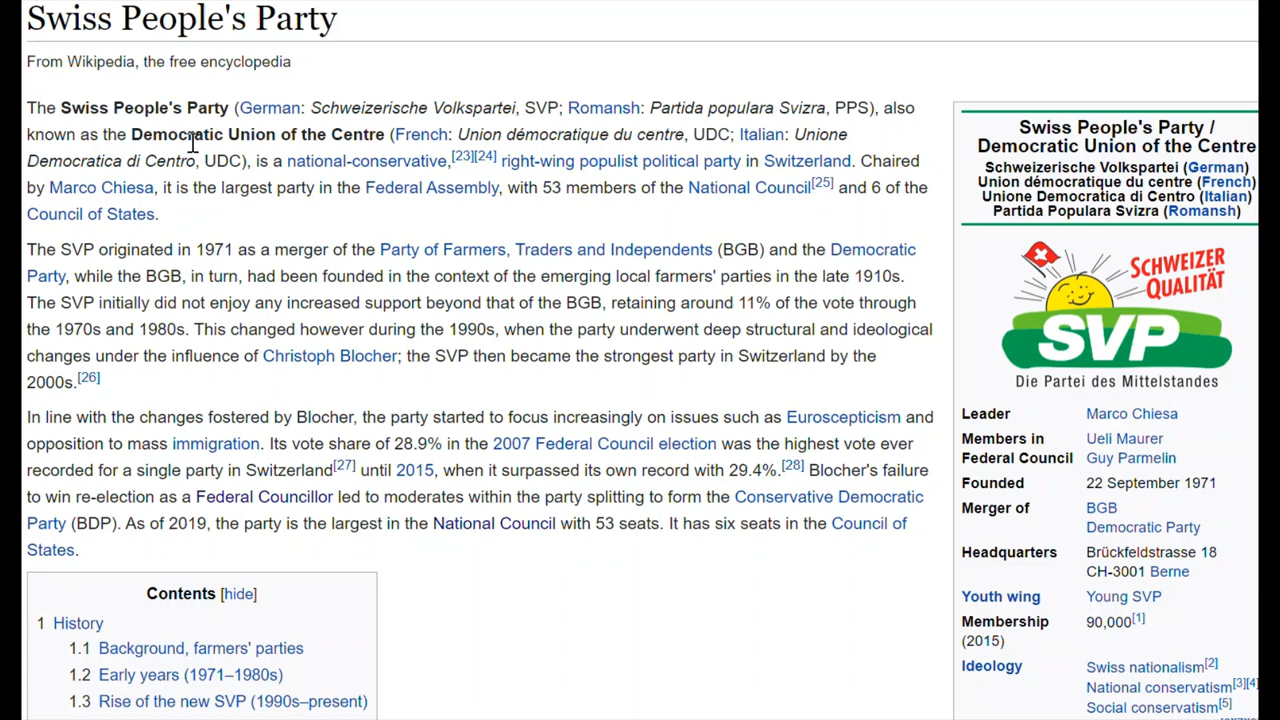 Swiss People's Party
From Wikipedia, the free encyclopedia
The Swiss People's Party (German: Schweizerische Volkspartei, SVP; Romansh: Partida populara Svizra, PPS), also
known as the Democratic Union of the Centre (French: Union démocratique du centre, UDC; Italian: Unione
Democratica di Centro, UDC), is a national-conservative,[23][24] right-wing populist political party in Switzerland. Chaired
by Marco Chiesa, it is the largest party in the Federal Assembly, with 53 members of the National Council[25] and 6 of the
Council of States.
The SVP originated in 1971 as a merger of the Party of Farmers, Traders and Independents (BGB) and the Democratic
Party, while the BGB, in turn, had been founded in the context of the emerging local farmers' parties in the late 1910s.
The SVP initially did not enjoy any increased support beyond that of the BGB, retaining around 11% of the vote through
the 1970s and 1980s. This changed however during the 1990s, when the party underwent deep structural and ideological
changes under the influence of Christoph Blocher; the SVP then became the strongest party in Switzerland by the
2000s.[26]
In line with the changes fostered by Blocher, the party started to focus increasingly on issues such as Euroscepticism and
opposition to mass immigration. Its vote share of 28.9% in the 2007 Federal Council election was the highest vote ever
recorded for a single party in Switzerland[27] until 2015, when it surpassed its own record with 29.4%.[28] Blocher's failure
to win re-election as a Federal Councillor led to moderates within the party splitting to form the Conservative Democratic
Party (BDP). As of 2019, the party is the largest in the National Council with 53 seats. It has six seats in the Council of
States.
Contents [hide]
1 History
1.1 Background, farmers' parties
1.2 Early years (1971–1980s)
1.3 Rise of the new SVP (1990s–present)
Swiss People's Party /
Democratic Union of the Centre
Schweizerische Volkspartei (German)
Union démocratique du centre (French)
Unione Democratica di Centro (Italian)
Partida Populara Svizra (Romansh)
SCHWEIZER
QUALITÄT
SVP
Die Partei des Mittelstandes
Leader Marco Chiesa
Members in Ueli Maurer
Federal Council Guy Parmelin
Founded 22 September 1971
Merger of BGB
Democratic Party
Headquarters Brückfeldstrasse 18
CH-3001 Berne
Youth wing Young SVP
Membership 90,000[1]
(2015)
Ideology Swiss nationalism[2]
National conservatism[3][4]
Social conservatism[5]